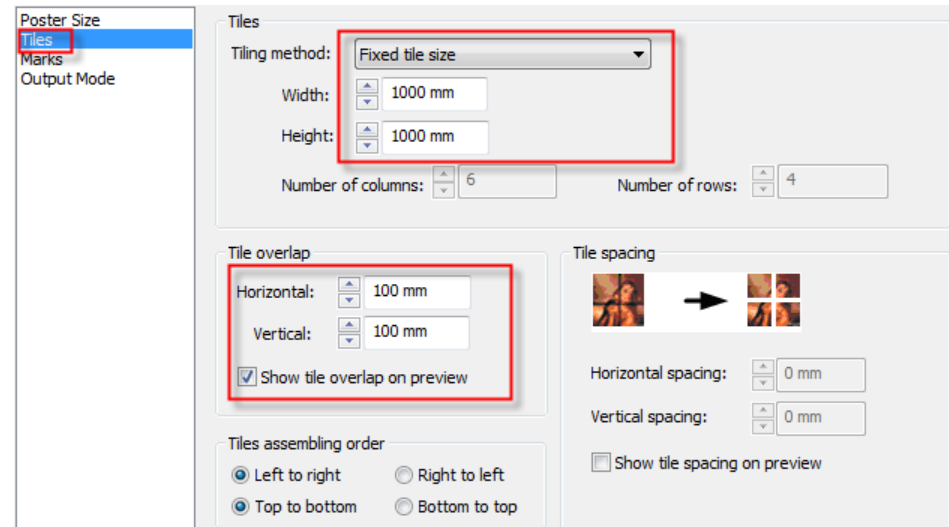 Poster Size
Tiles
Marks
Output Mode
Tiles
Tiling method: Fixed tile size
Width: 1000 mm
Height: 1000 mm
Number of columns: 6 Number of rows: 4
Tile overlap
Horizontal: 100 mm
Vertical: 100 mm
Show tile overlap on preview
Tile spacing
Horizontal spacing: 0 mm
Vertical spacing: 0 mm
Show tile spacing on preview
Tiles assembling order
Left to right Right to left
Top to bottom Bottom to top